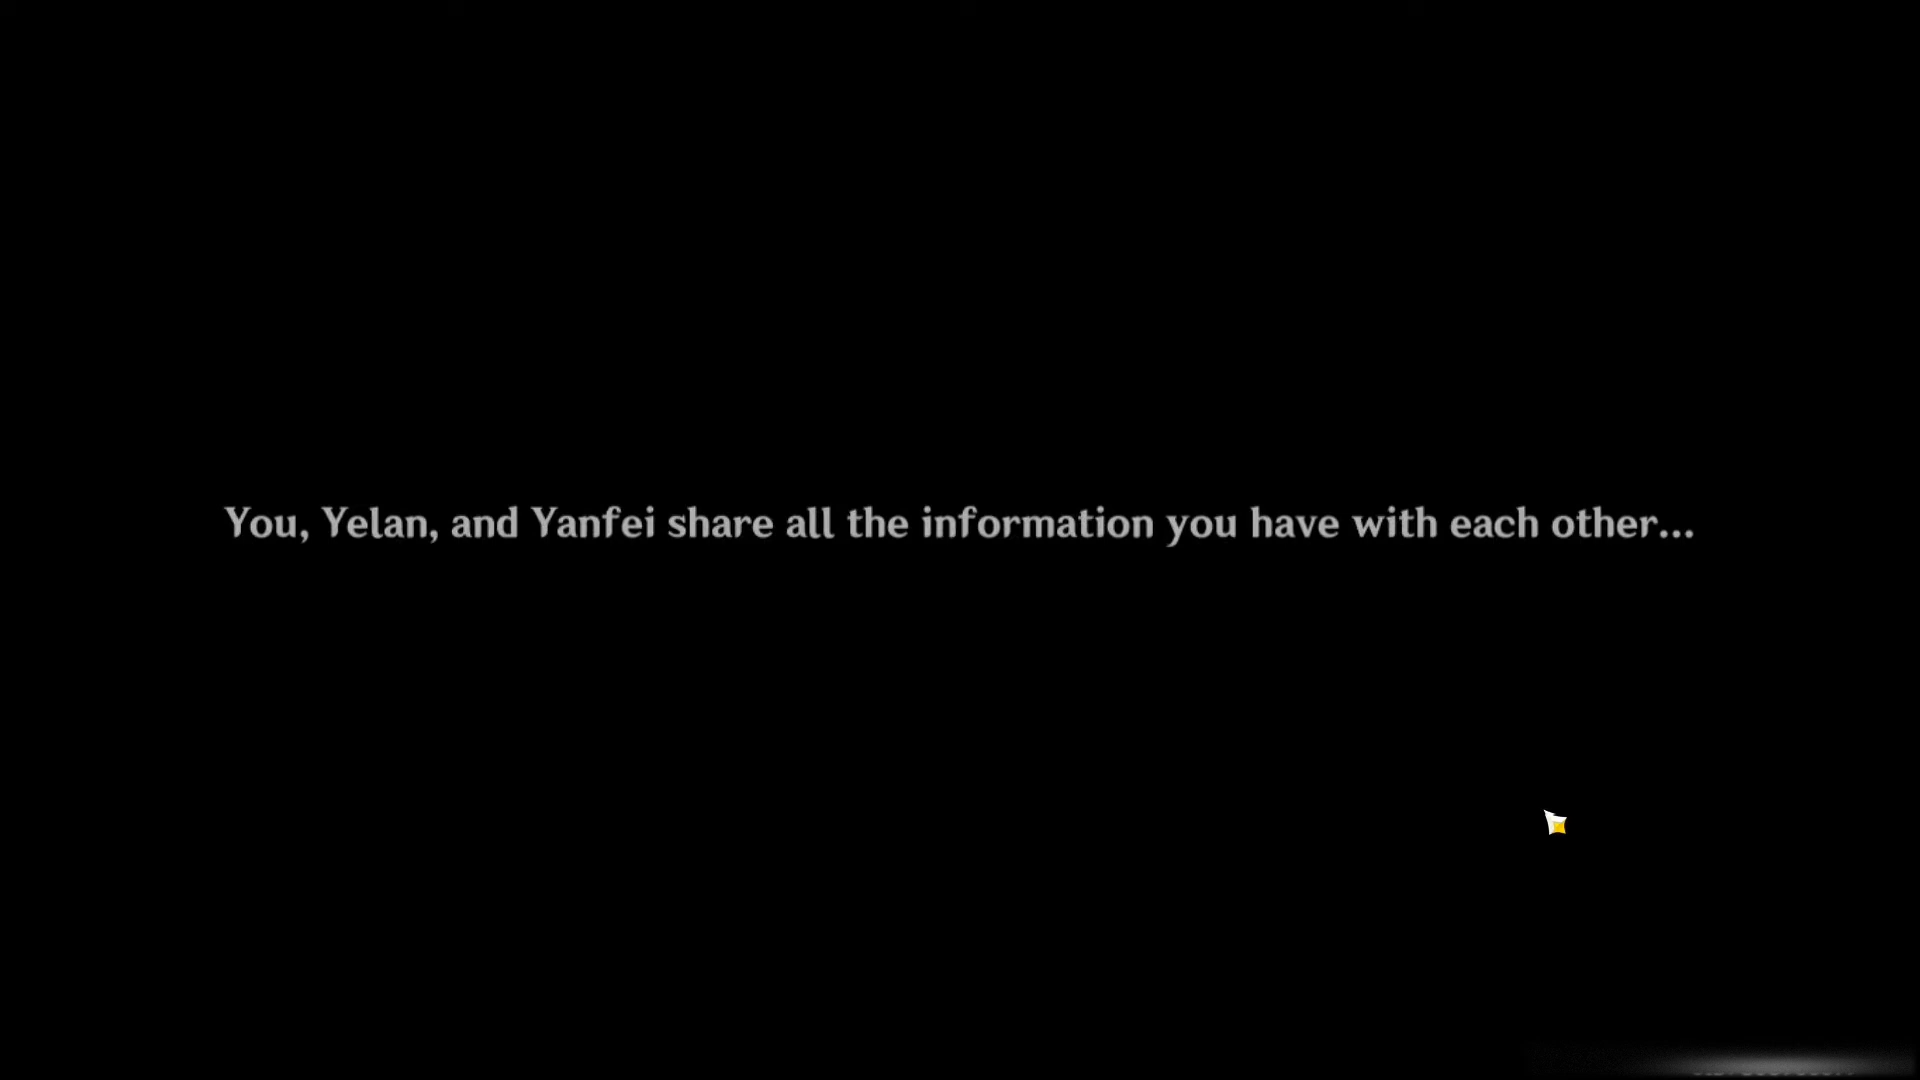 You, Yelan, and Yanfei share all the information you have with each other...